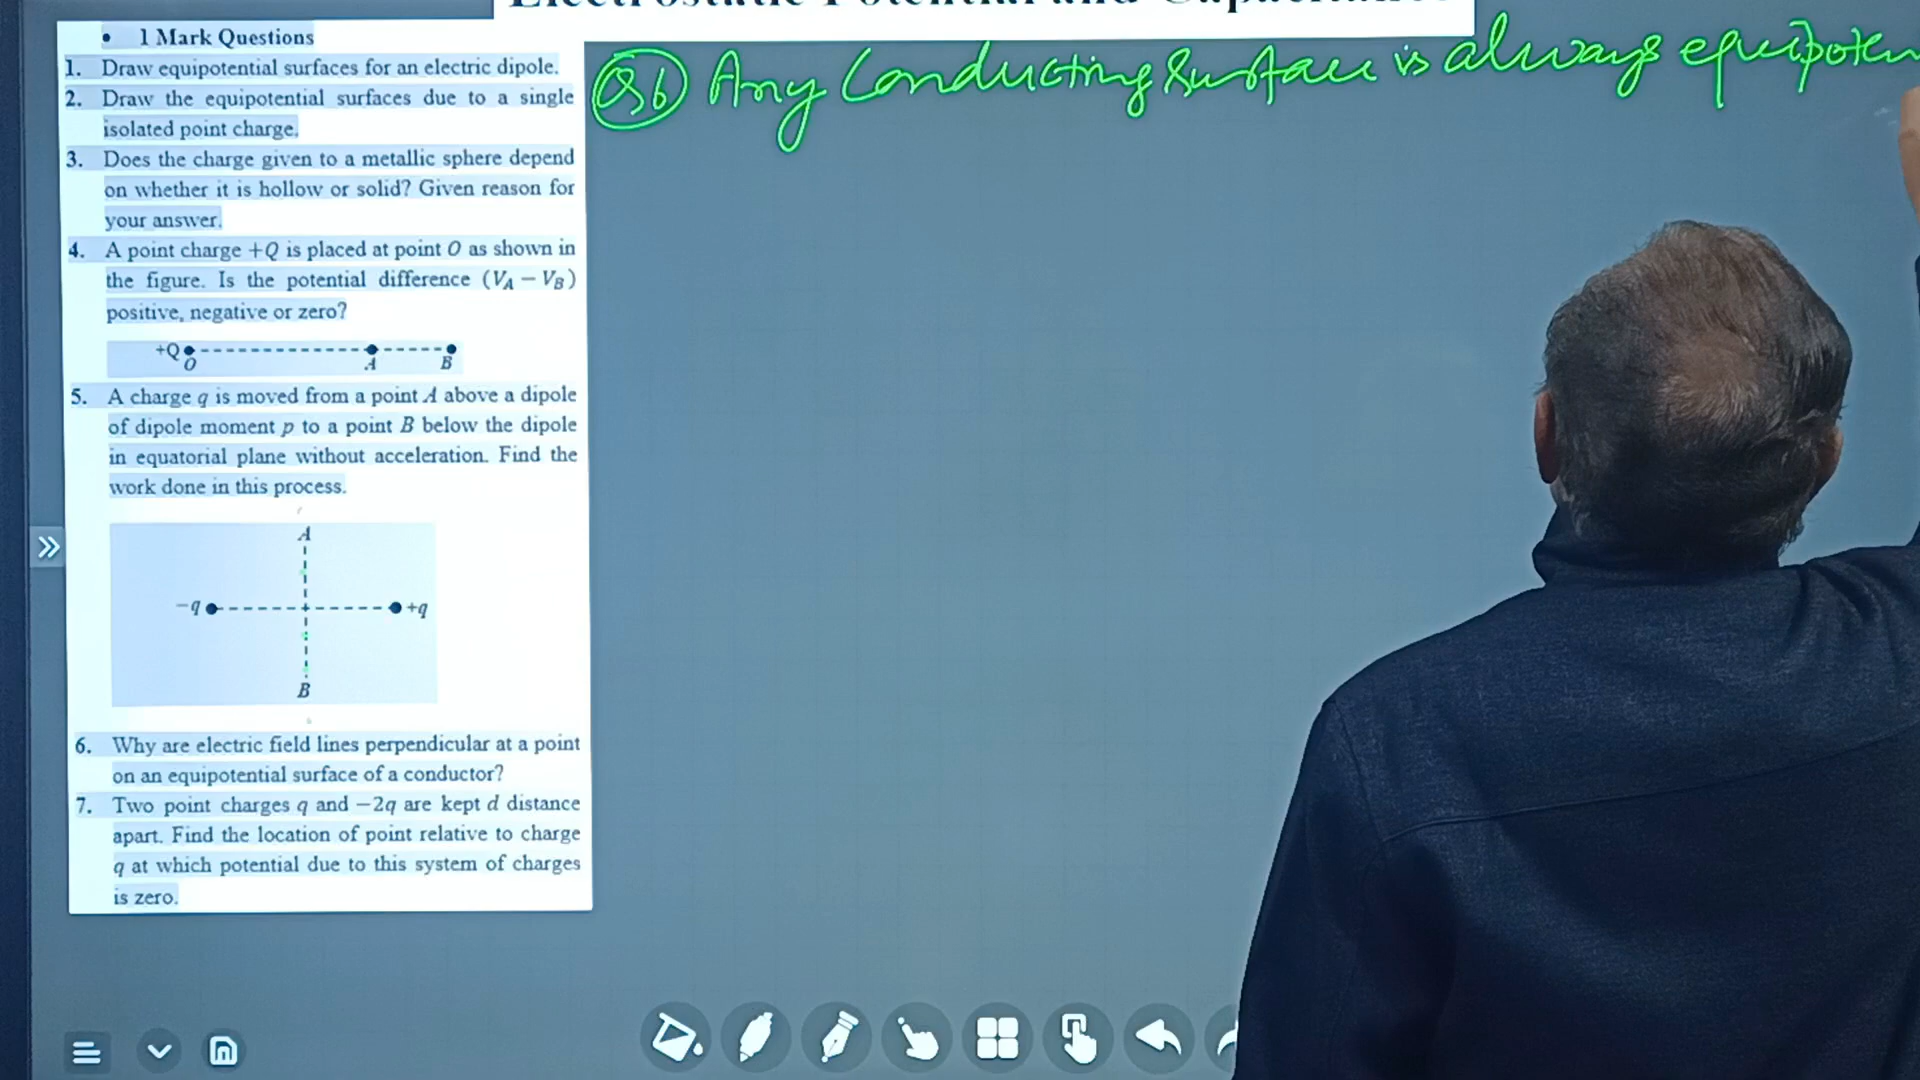 Electrostatic Potential and Capacitance
• 1 Mark Questions
1. Draw equipotential surfaces for an electric dipole.
2. Draw the equipotential surfaces due to a single
isolated point charge.
3. Does the charge given to a metallic sphere depend
on whether it is hollow or solid? Given reason for
your answer.
4. A point charge +Q is placed at point O as shown in
the figure. Is the potential difference (V_A − V_B)
positive, negative or zero?
+Q O A B
5. A charge q is moved from a point A above a dipole
of dipole moment p to a point B below the dipole
in equatorial plane without acceleration. Find the
work done in this process.
A
−q +q
B
6. Why are electric field lines perpendicular at a point
on an equipotential surface of a conductor?
7. Two point charges q and −2q are kept d distance
apart. Find the location of point relative to charge
q at which potential due to this system of charges
is zero.
Q6 Any Conducting Surface is always equipoten